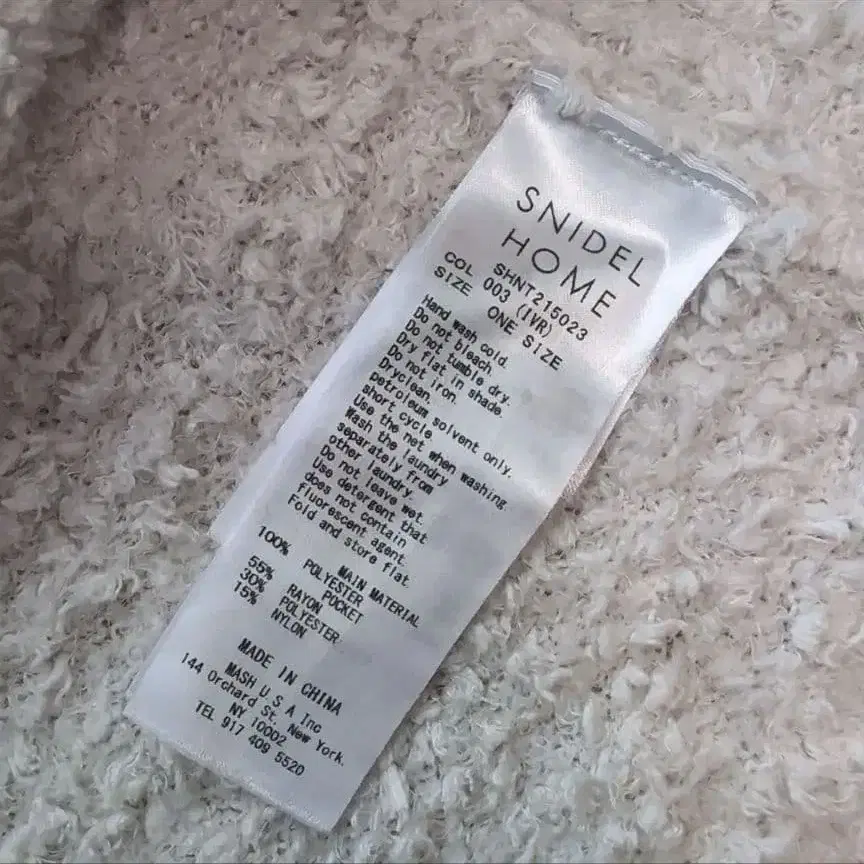 SNIDEL
HOME
SHNT215023
COL 003 (IVR)
SIZE ONE SIZE
Hand wash cold.
Do not bleach.
Do not tumble dry.
Dry flat in shade.
Do not iron.
Dryclean.
petroleum solvent only.
short cycle
Use the net when washing.
Wash the laundry
separately from
other laundry.
Do not leave wet.
Use detergent that
does not contain
fluorescent agent.
Fold and store flat.
MAIN MATERIAL
100% POLYESTER
POCKET
55% RAYON
30% POLYESTER
15% NYLON
MADE IN CHINA
MASH U S A Inc
144 Orchard St. New York.
NY 10002
TEL 917 409 5520